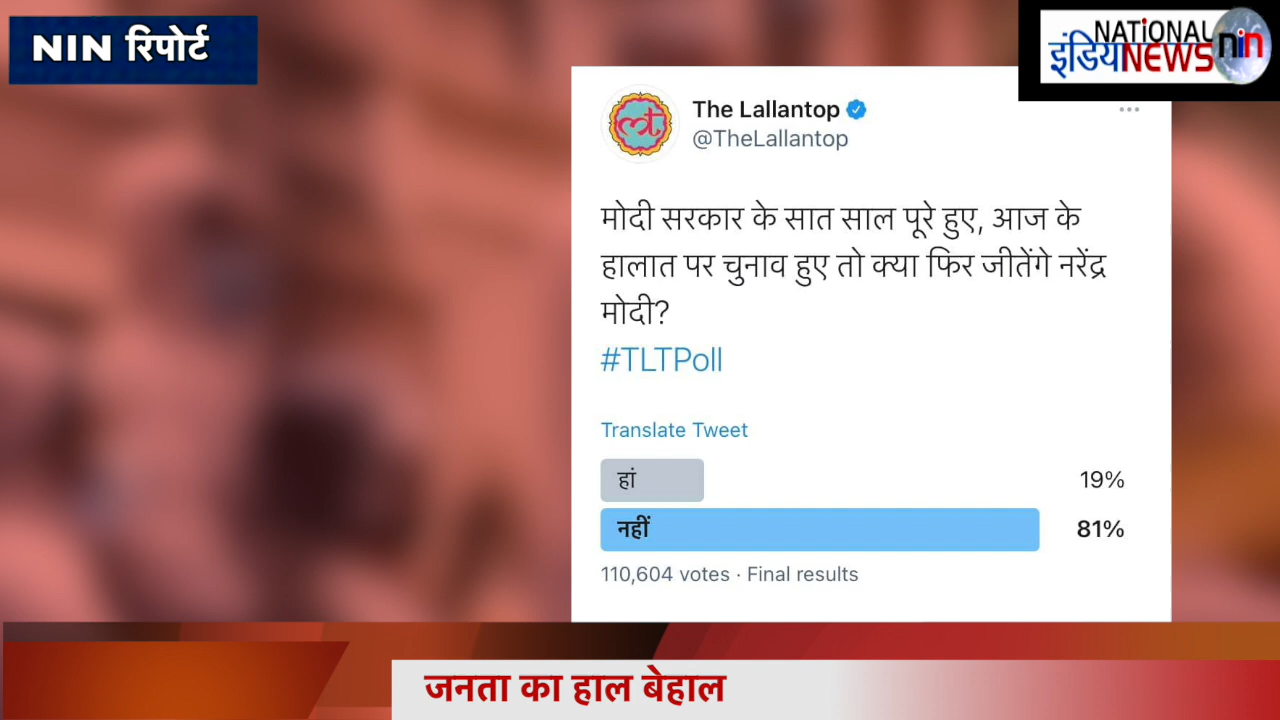 NIN रिपोर्ट
NATIONAL
इंडियाNEWS nin
The Lallantop
@TheLallantop
मोदी सरकार के सात साल पूरे हुए, आज के
हालात पर चुनाव हुए तो क्या फिर जीतेंगे नरेंद्र
मोदी?
#TLTPoll
Translate Tweet
हां 19%
नहीं 81%
110,604 votes · Final results
जनता का हाल बेहाल